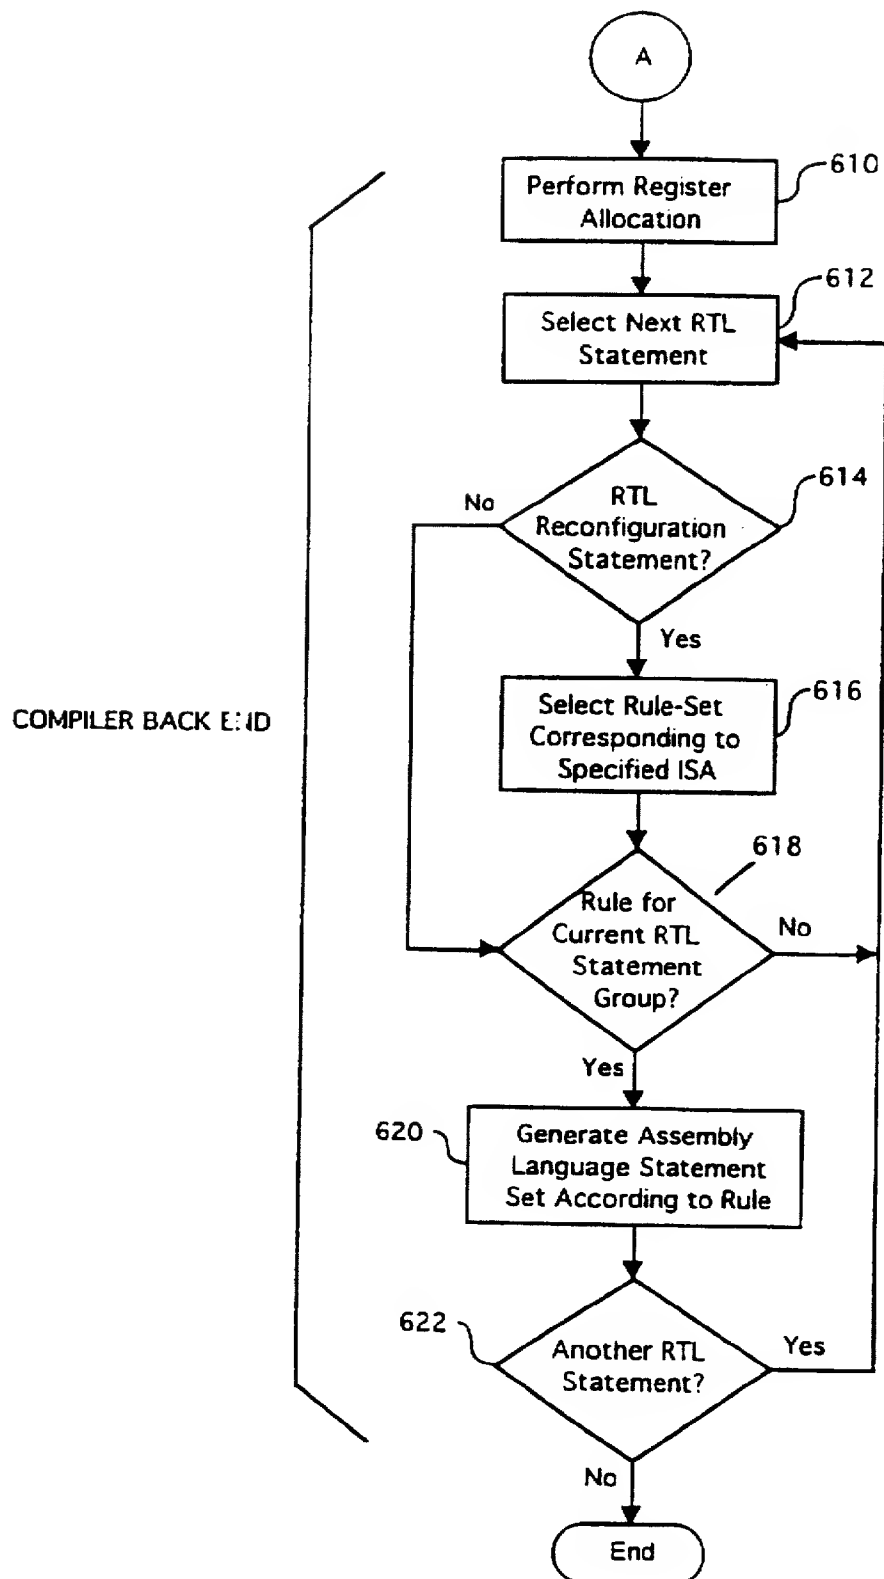 A
Perform Register
Allocation
610
Select Next RTL
Statement
612
RTL
Reconfiguration
Statement?
614
No
Yes
Select Rule-Set
Corresponding to
Specified ISA
616
COMPILER BACK END
Rule for
Current RTL
Statement
Group?
618
No
Yes
Generate Assembly
Language Statement
Set According to Rule
620
Another RTL
Statement?
622
Yes
No
End